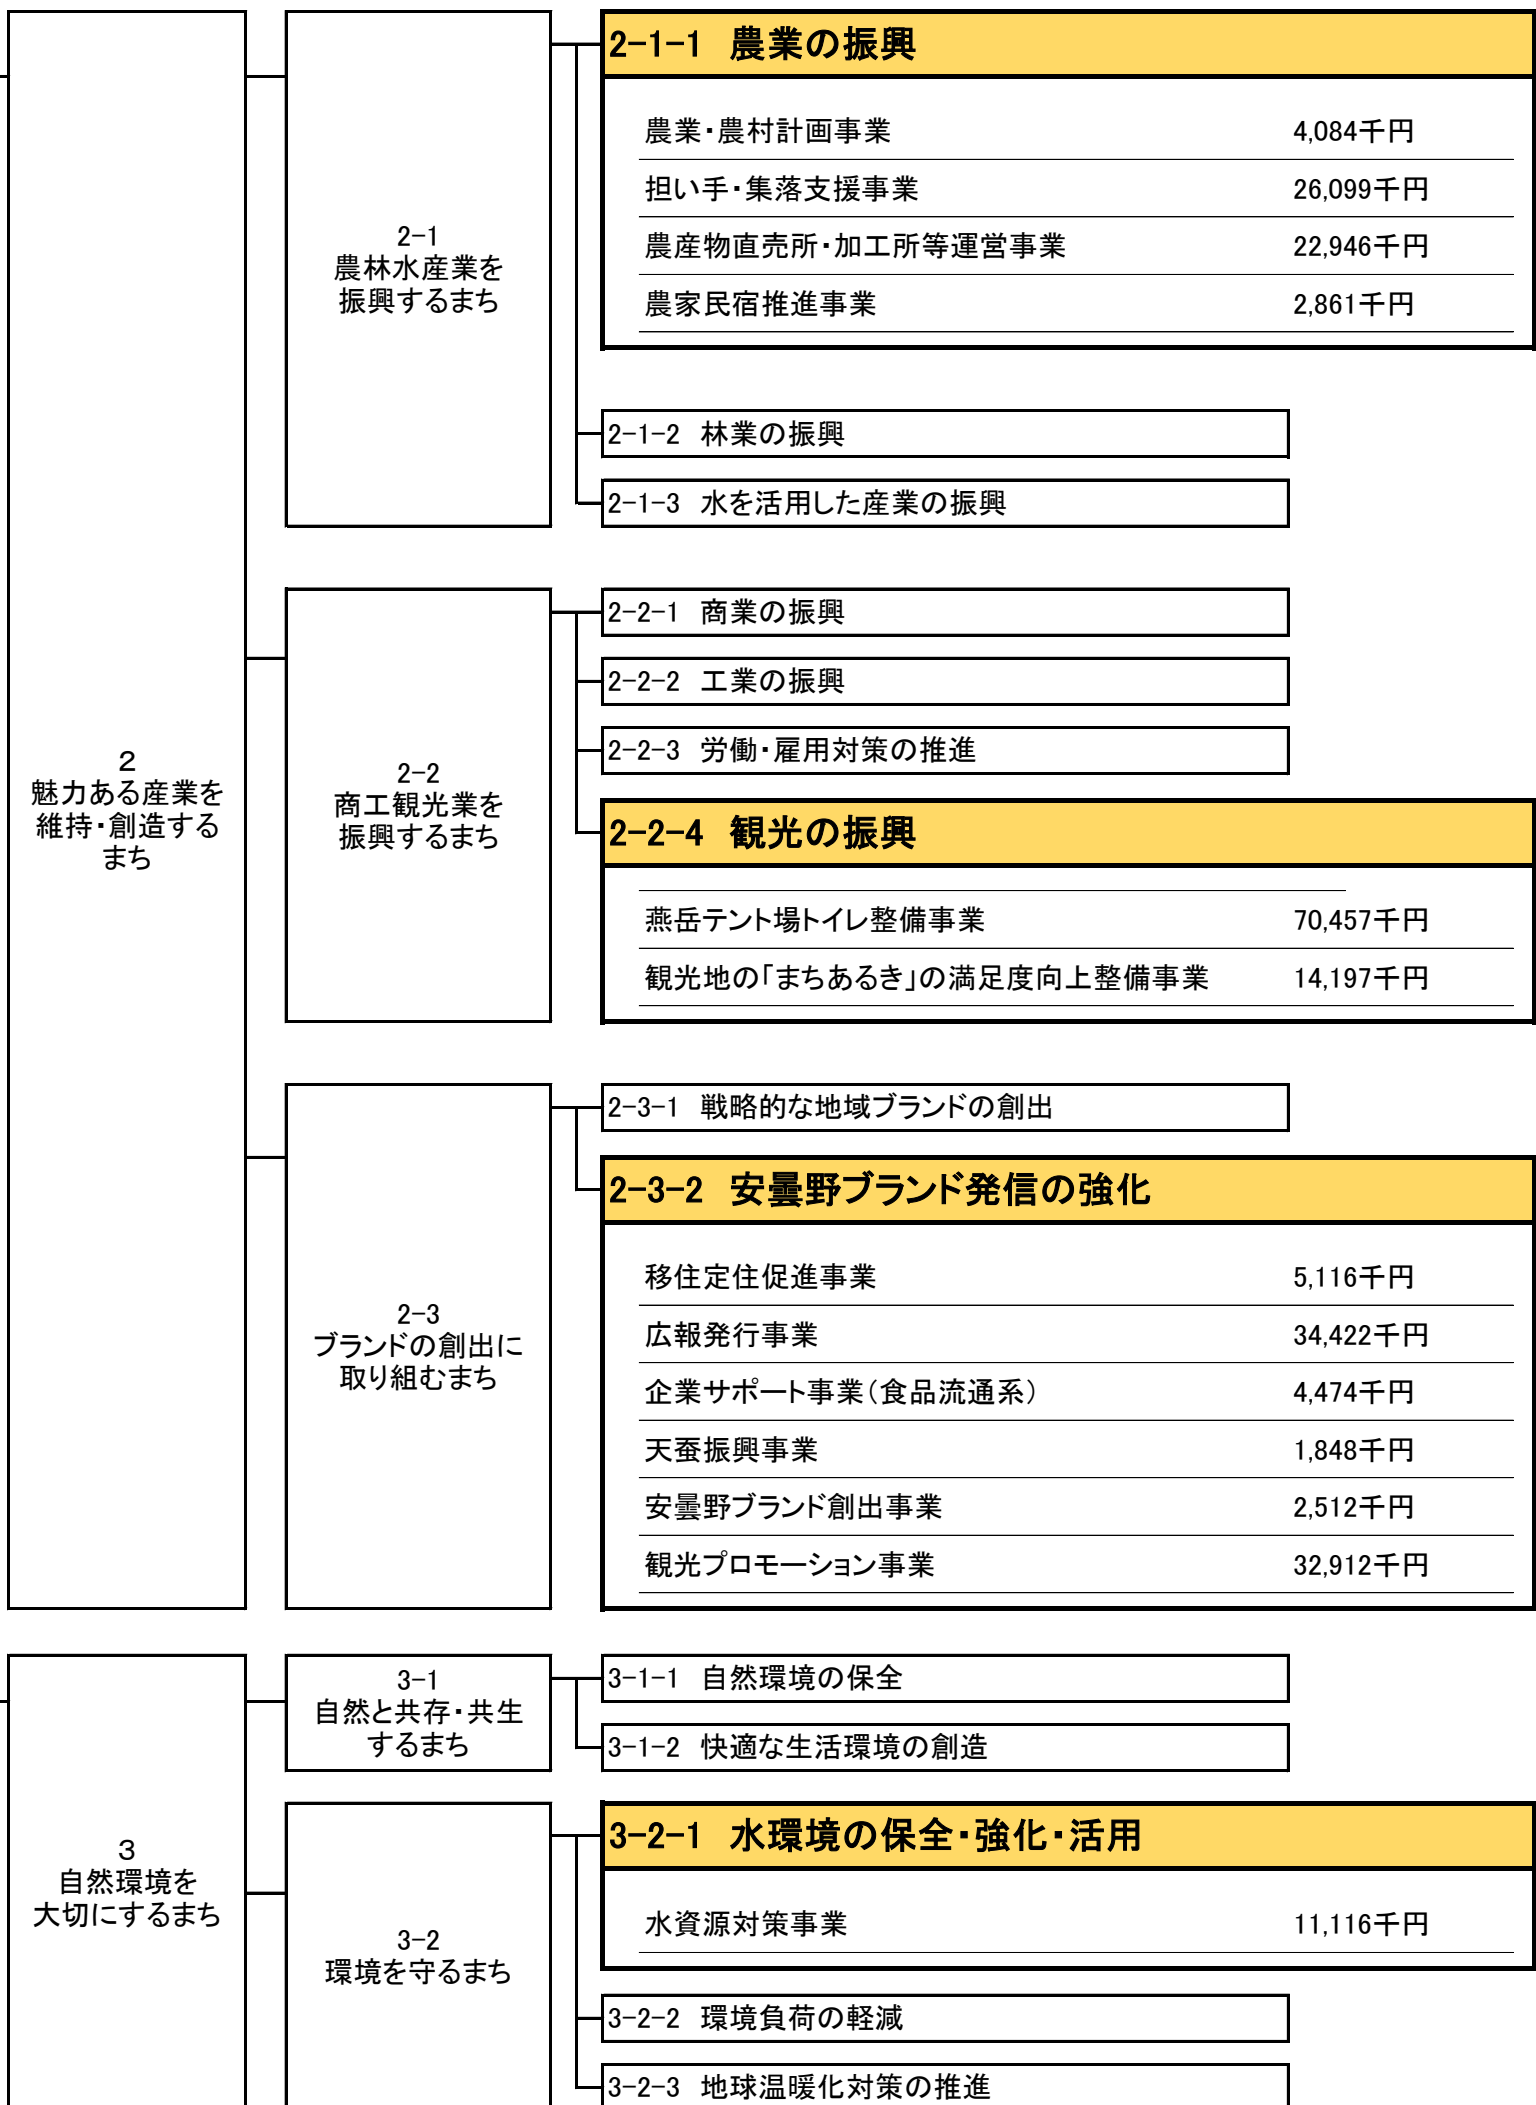 2
魅力ある産業を
維持・創造する
まち
2-1
農林水産業を
振興するまち
2-1-1 農業の振興
農業・農村計画事業 4,084千円
担い手・集落支援事業 26,099千円
農産物直売所・加工所等運営事業 22,946千円
農家民宿推進事業 2,861千円
2-1-2 林業の振興
2-1-3 水を活用した産業の振興
2-2
商工観光業を
振興するまち
2-2-1 商業の振興
2-2-2 工業の振興
2-2-3 労働・雇用対策の推進
2-2-4 観光の振興
燕岳テント場トイレ整備事業 70,457千円
観光地の「まちあるき」の満足度向上整備事業 14,197千円
2-3
ブランドの創出に
取り組むまち
2-3-1 戦略的な地域ブランドの創出
2-3-2 安曇野ブランド発信の強化
移住定住促進事業 5,116千円
広報発行事業 34,422千円
企業サポート事業(食品流通系) 4,474千円
天蚕振興事業 1,848千円
安曇野ブランド創出事業 2,512千円
観光プロモーション事業 32,912千円
3
自然環境を
大切にするまち
3-1
自然と共存・共生
するまち
3-1-1 自然環境の保全
3-1-2 快適な生活環境の創造
3-2
環境を守るまち
3-2-1 水環境の保全・強化・活用
水資源対策事業 11,116千円
3-2-2 環境負荷の軽減
3-2-3 地球温暖化対策の推進